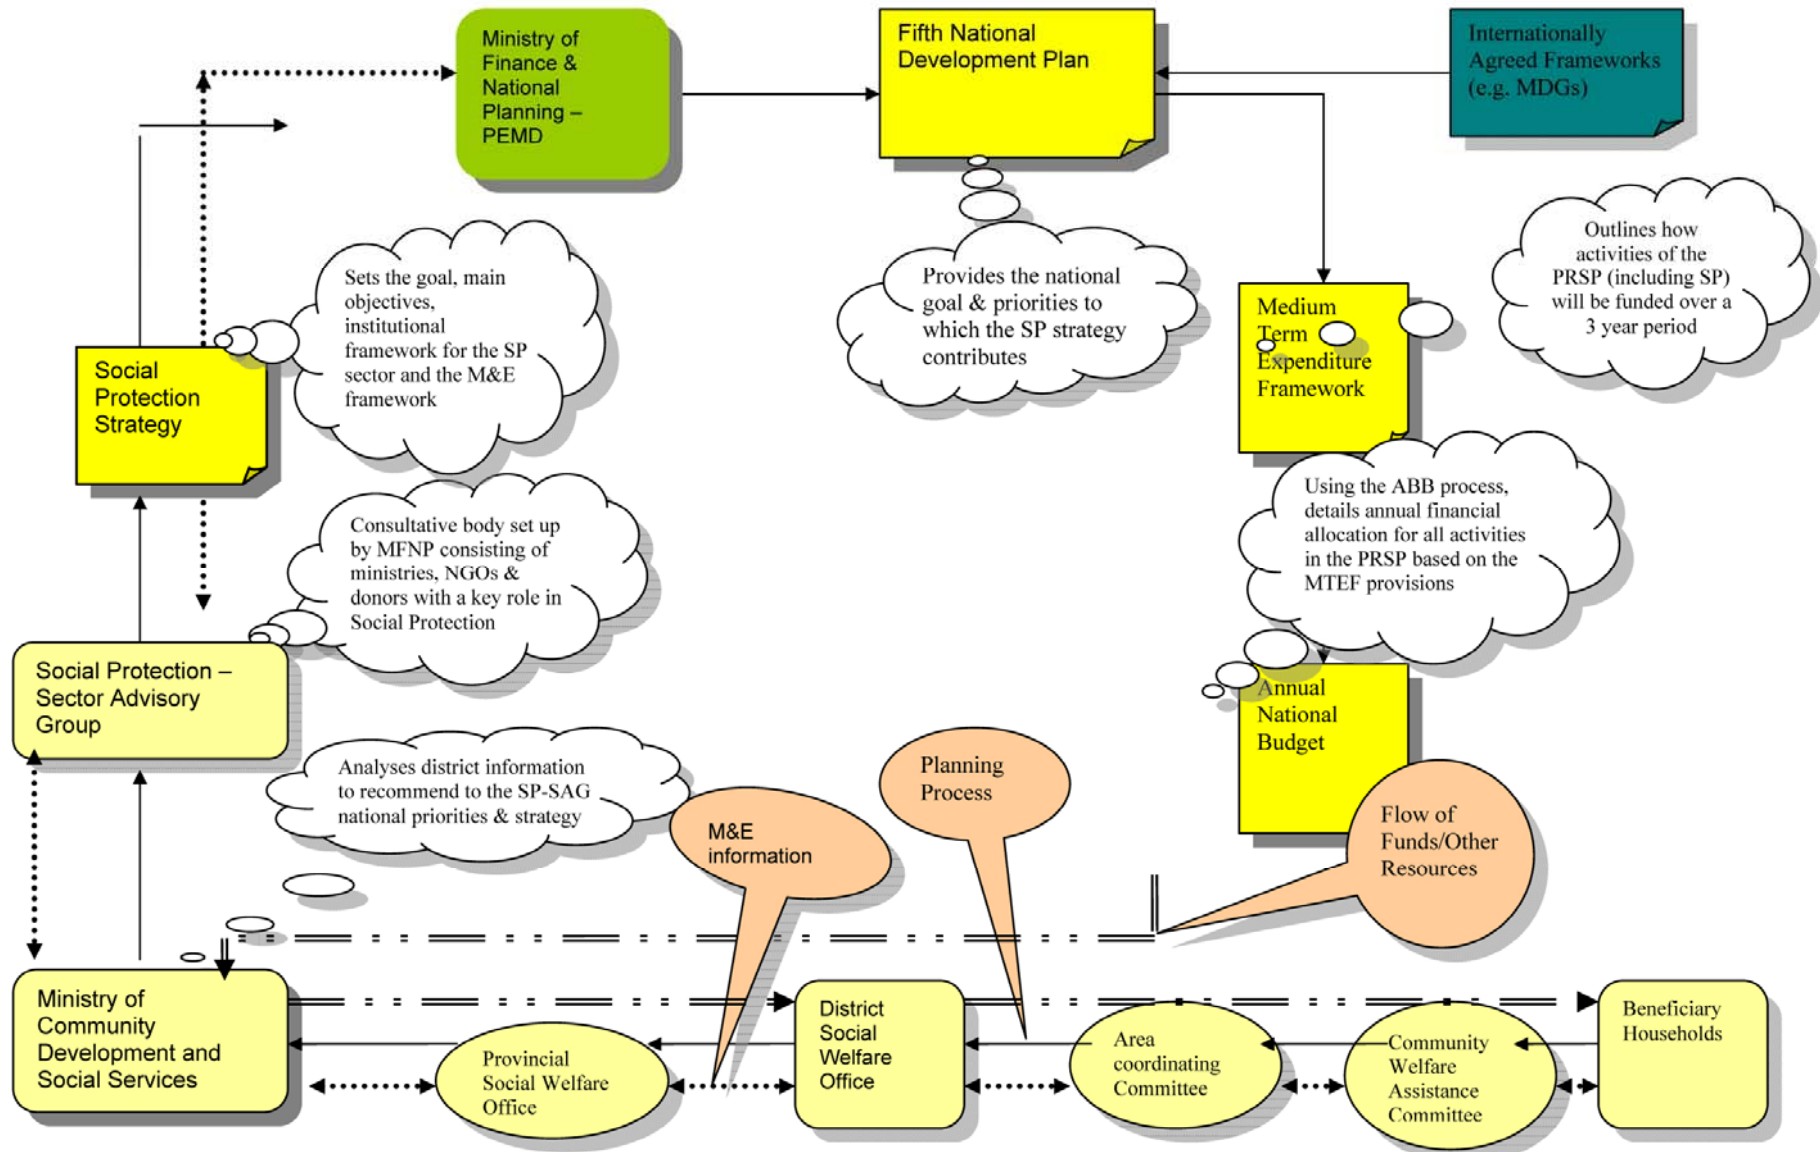 Ministry of
Finance &
National
Planning –
PEMD
Fifth National
Development Plan
Internationally
Agreed Frameworks
(e.g. MDGs)
Sets the goal, main
objectives,
institutional
framework for the SP
sector and the M&E
framework
Provides the national
goal & priorities to
which the SP strategy
contributes
Outlines how
activities of the
PRSP (including SP)
will be funded over a
3 year period
Medium
Term
Expenditure
Framework
Social
Protection
Strategy
Consultative body set up
by MFNP consisting of
ministries, NGOs &
donors with a key role in
Social Protection
Using the ABB process,
details annual financial
allocation for all activities
in the PRSP based on the
MTEF provisions
Social Protection –
Sector Advisory
Group
Annual
National
Budget
Analyses district information
to recommend to the SP-SAG
national priorities & strategy
M&E
information
Planning
Process
Flow of
Funds/Other
Resources
Ministry of
Community
Development and
Social Services
Provincial
Social Welfare
Office
District
Social
Welfare
Office
Area
coordinating
Committee
Community
Welfare
Assistance
Committee
Beneficiary
Households